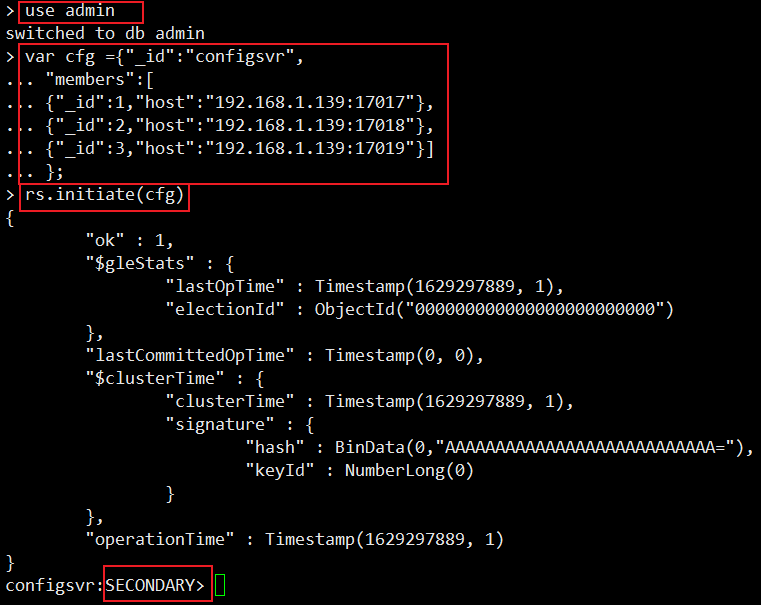 > use admin
switched to db admin
> var cfg ={"_id":"configsvr",
... "members":[
... {"_id":1,"host":"192.168.1.139:17017"},
... {"_id":2,"host":"192.168.1.139:17018"},
... {"_id":3,"host":"192.168.1.139:17019"}]
... };
> rs.initiate(cfg)
{
        "ok" : 1,
        "$gleStats" : {
                "lastOpTime" : Timestamp(1629297889, 1),
                "electionId" : ObjectId("000000000000000000000000")
        },
        "lastCommittedOpTime" : Timestamp(0, 0),
        "$clusterTime" : {
                "clusterTime" : Timestamp(1629297889, 1),
                "signature" : {
                        "hash" : BinData(0,"AAAAAAAAAAAAAAAAAAAAAAAAAAA="),
                        "keyId" : NumberLong(0)
                }
        },
        "operationTime" : Timestamp(1629297889, 1)
}
configsvr:SECONDARY>